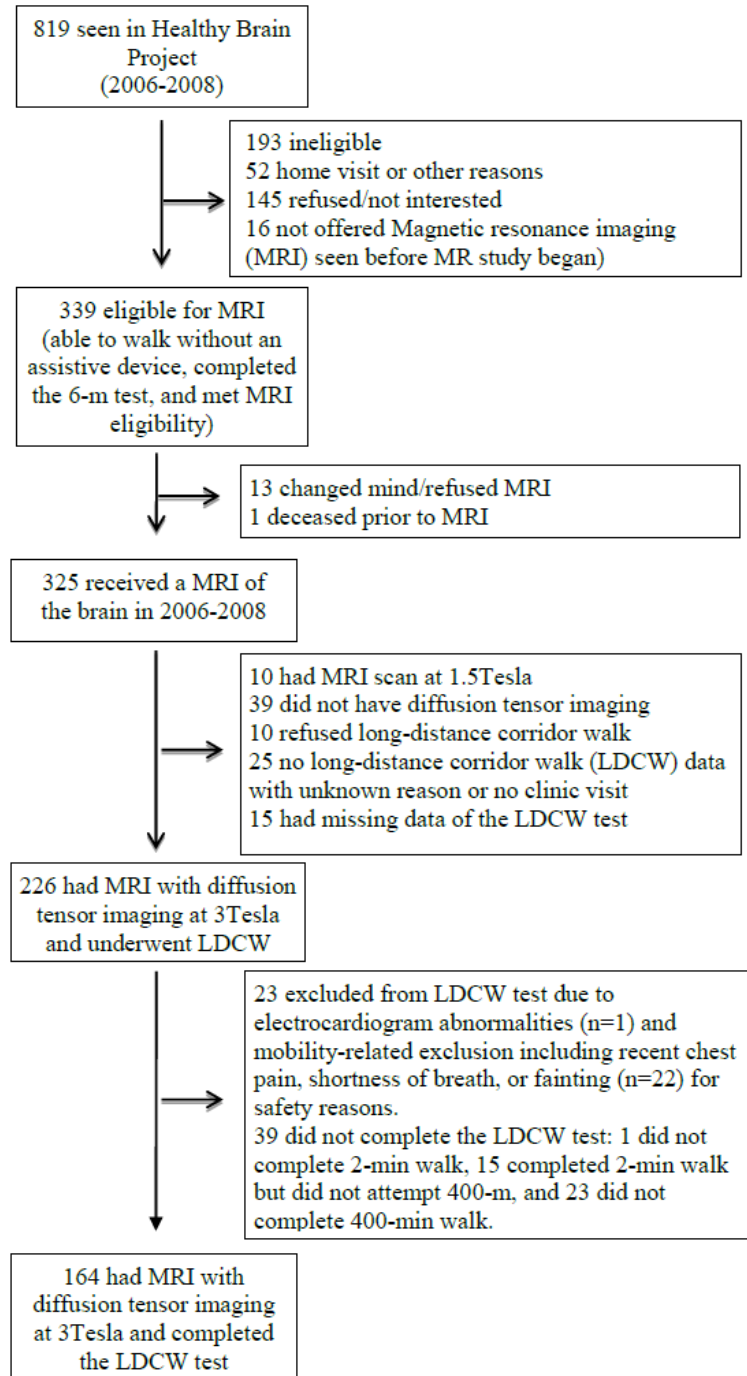 819 seen in Healthy Brain
Project
(2006-2008)
193 ineligible
52 home visit or other reasons
145 refused/not interested
16 not offered Magnetic resonance imaging
(MRI) seen before MR study began)
339 eligible for MRI
(able to walk without an
assistive device, completed
the 6-m test, and met MRI
eligibility)
13 changed mind/refused MRI
1 deceased prior to MRI
325 received a MRI of
the brain in 2006-2008
10 had MRI scan at 1.5Tesla
39 did not have diffusion tensor imaging
10 refused long-distance corridor walk
25 no long-distance corridor walk (LDCW) data
with unknown reason or no clinic visit
15 had missing data of the LDCW test
226 had MRI with diffusion
tensor imaging at 3Tesla
and underwent LDCW
23 excluded from LDCW test due to
electrocardiogram abnormalities (n=1) and
mobility-related exclusion including recent chest
pain, shortness of breath, or fainting (n=22) for
safety reasons.
39 did not complete the LDCW test: 1 did not
complete 2-min walk, 15 completed 2-min walk
but did not attempt 400-m, and 23 did not
complete 400-min walk.
164 had MRI with
diffusion tensor imaging
at 3Tesla and completed
the LDCW test